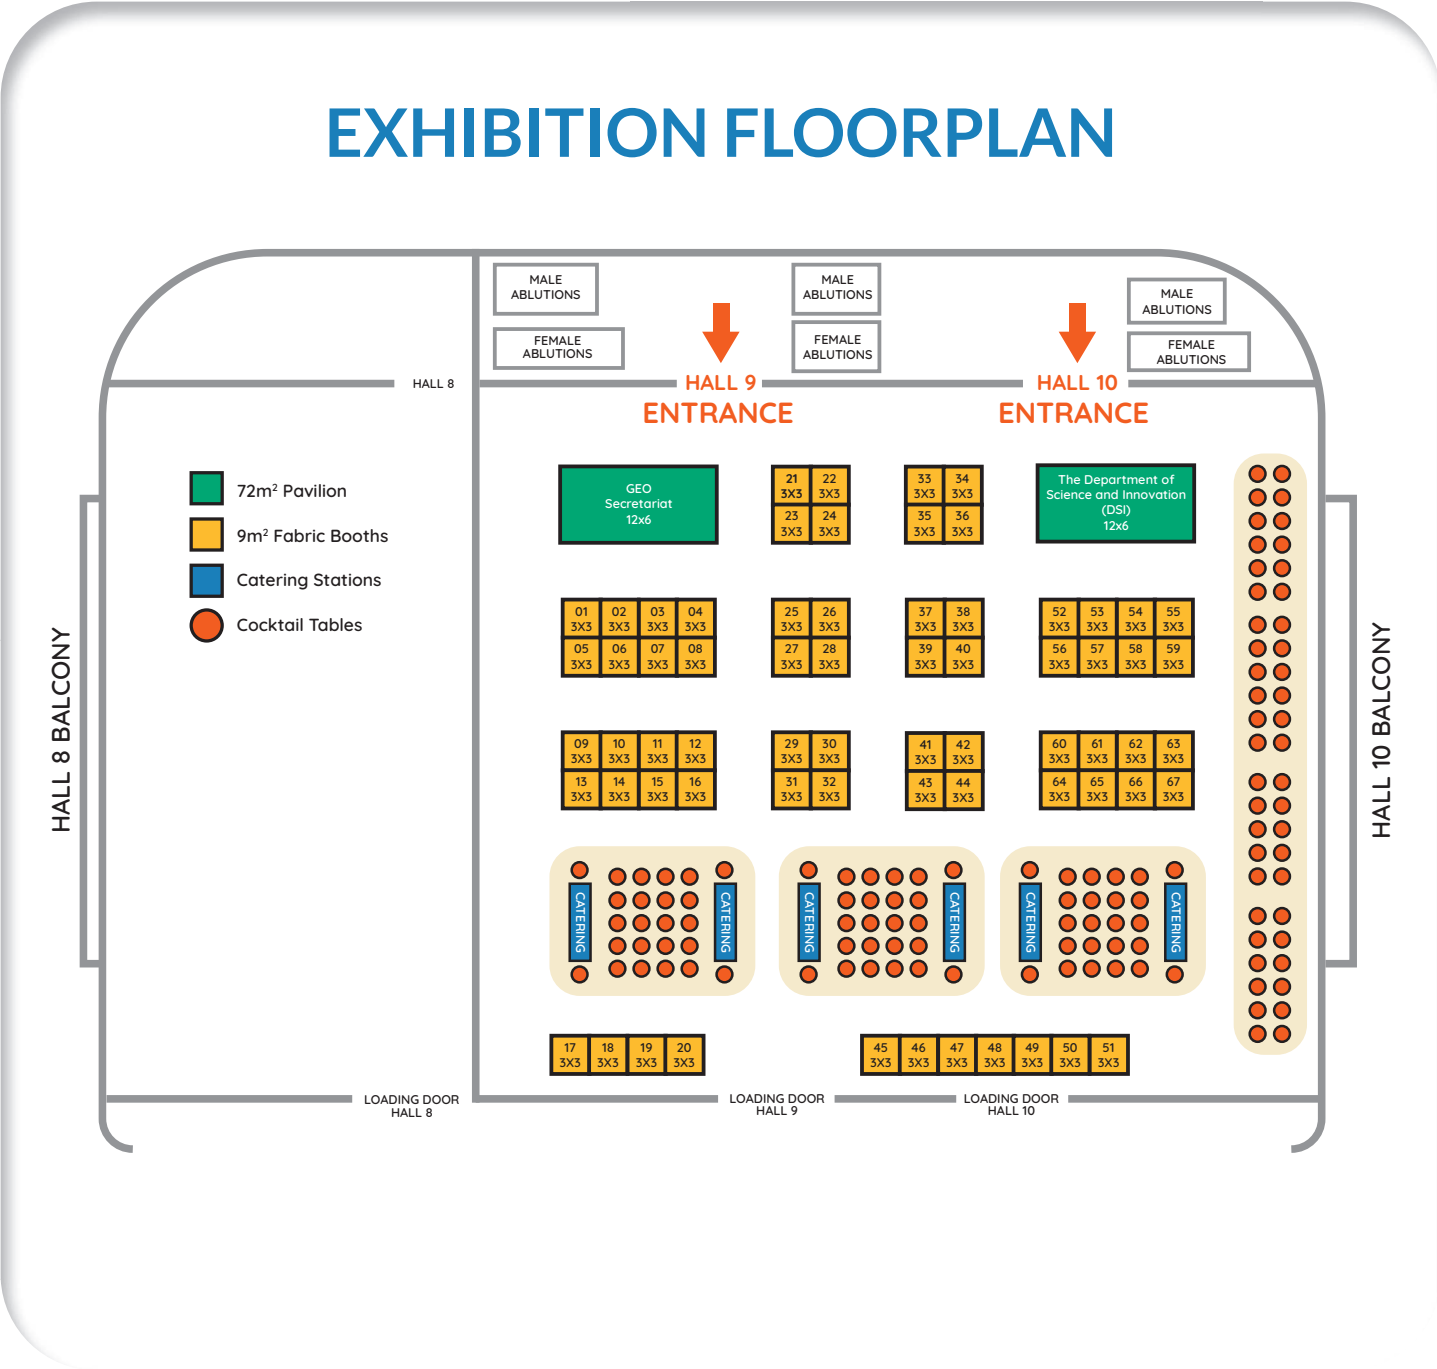 EXHIBITION FLOORPLAN
MALE
ABLUTIONS
FEMALE
ABLUTIONS
MALE
ABLUTIONS
FEMALE
ABLUTIONS
MALE
ABLUTIONS
FEMALE
ABLUTIONS
HALL 8
HALL 9
ENTRANCE
HALL 10
ENTRANCE
72m² Pavilion
9m² Fabric Booths
Catering Stations
Cocktail Tables
HALL 8 BALCONY
HALL 10 BALCONY
GEO
Secretariat
12x6
21 22
3X3 3X3
23 24
3X3 3X3
33 34
3X3 3X3
35 36
3X3 3X3
The Department of
Science and Innovation
(DSI)
12x6
01 02 03 04
3X3 3X3 3X3 3X3
05 06 07 08
3X3 3X3 3X3 3X3
25 26
3X3 3X3
27 28
3X3 3X3
37 38
3X3 3X3
39 40
3X3 3X3
52 53 54 55
3X3 3X3 3X3 3X3
56 57 58 59
3X3 3X3 3X3 3X3
09 10 11 12
3X3 3X3 3X3 3X3
13 14 15 16
3X3 3X3 3X3 3X3
29 30
3X3 3X3
31 32
3X3 3X3
41 42
3X3 3X3
43 44
3X3 3X3
60 61 62 63
3X3 3X3 3X3 3X3
64 65 66 67
3X3 3X3 3X3 3X3
CATERING
CATERING
CATERING
CATERING
CATERING
CATERING
17 18 19 20
3X3 3X3 3X3 3X3
45 46 47 48 49 50 51
3X3 3X3 3X3 3X3 3X3 3X3 3X3
LOADING DOOR
HALL 8
LOADING DOOR
HALL 9
LOADING DOOR
HALL 10